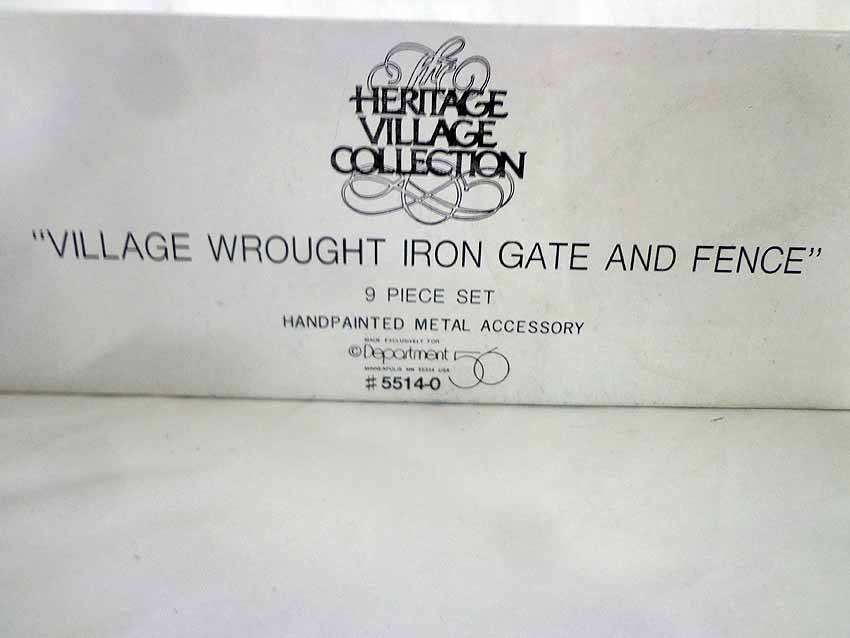 The
HERITAGE
VILLAGE
COLLECTION
"VILLAGE WROUGHT IRON GATE AND FENCE"
9 PIECE SET
HANDPAINTED METAL ACCESSORY
MADE EXCLUSIVELY FOR
©Department 56
MINNEAPOLIS MN 55344 USA
#5514-0